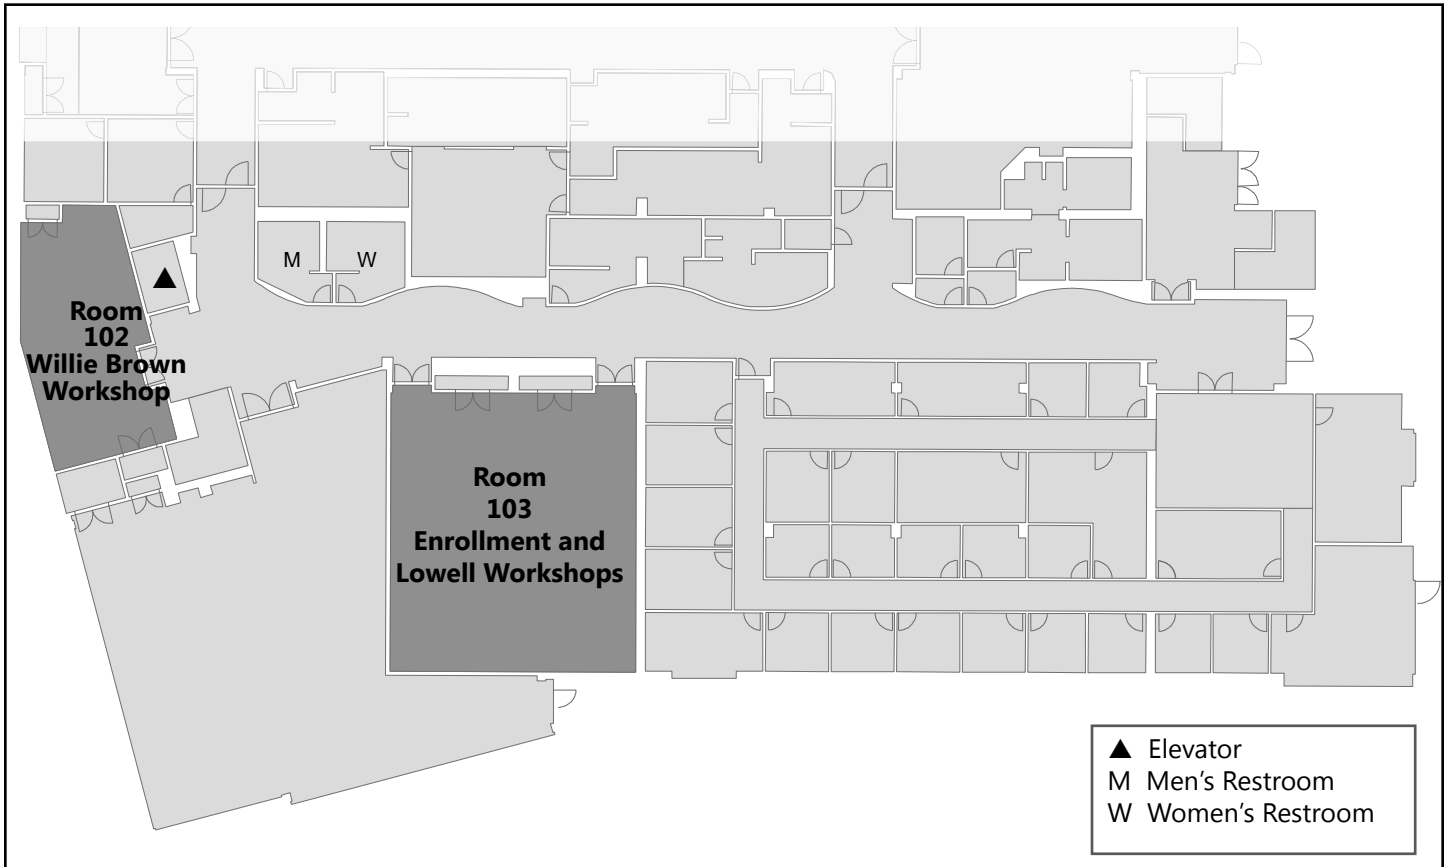 M
W
Room
102
Willie Brown
Workshop
Room
103
Enrollment and
Lowell Workshops
▲ Elevator
M Men's Restroom
W Women's Restroom